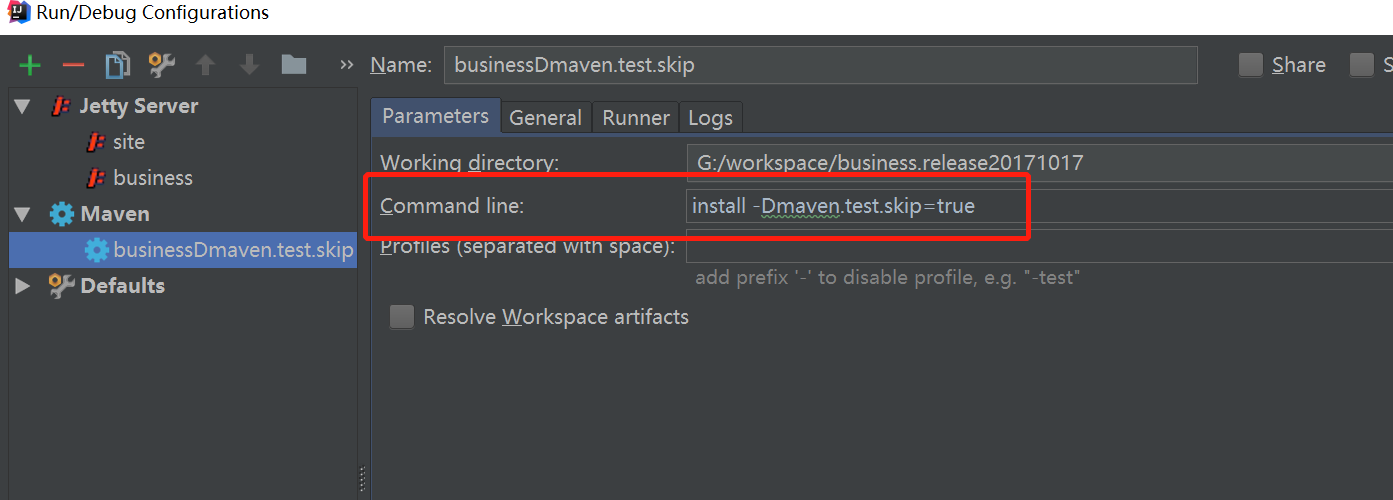 Run/Debug Configurations
Name: businessDmaven.test.skip Share S
Jetty Server
site
business
Maven
businessDmaven.test.skip
Defaults
Parameters General Runner Logs
Working directory: G:/workspace/business.release20171017
Command line: install -Dmaven.test.skip=true
Profiles (separated with space):
add prefix '-' to disable profile, e.g. "-test"
Resolve Workspace artifacts